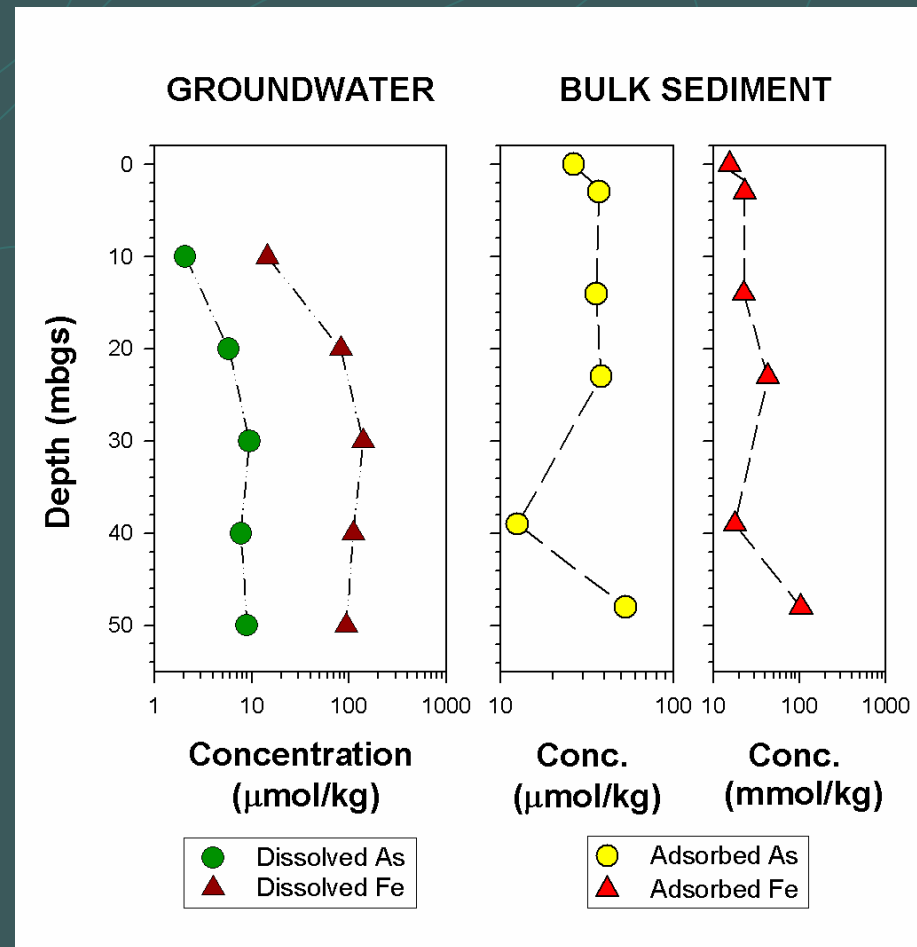 GROUNDWATER
BULK SEDIMENT
Depth (mbgs)
0
10
20
30
40
50
1 10 100 1000
10 100
10 100 1000
Concentration
(μmol/kg)
Conc.
(μmol/kg)
Conc.
(mmol/kg)
Dissolved As
Dissolved Fe
Adsorbed As
Adsorbed Fe